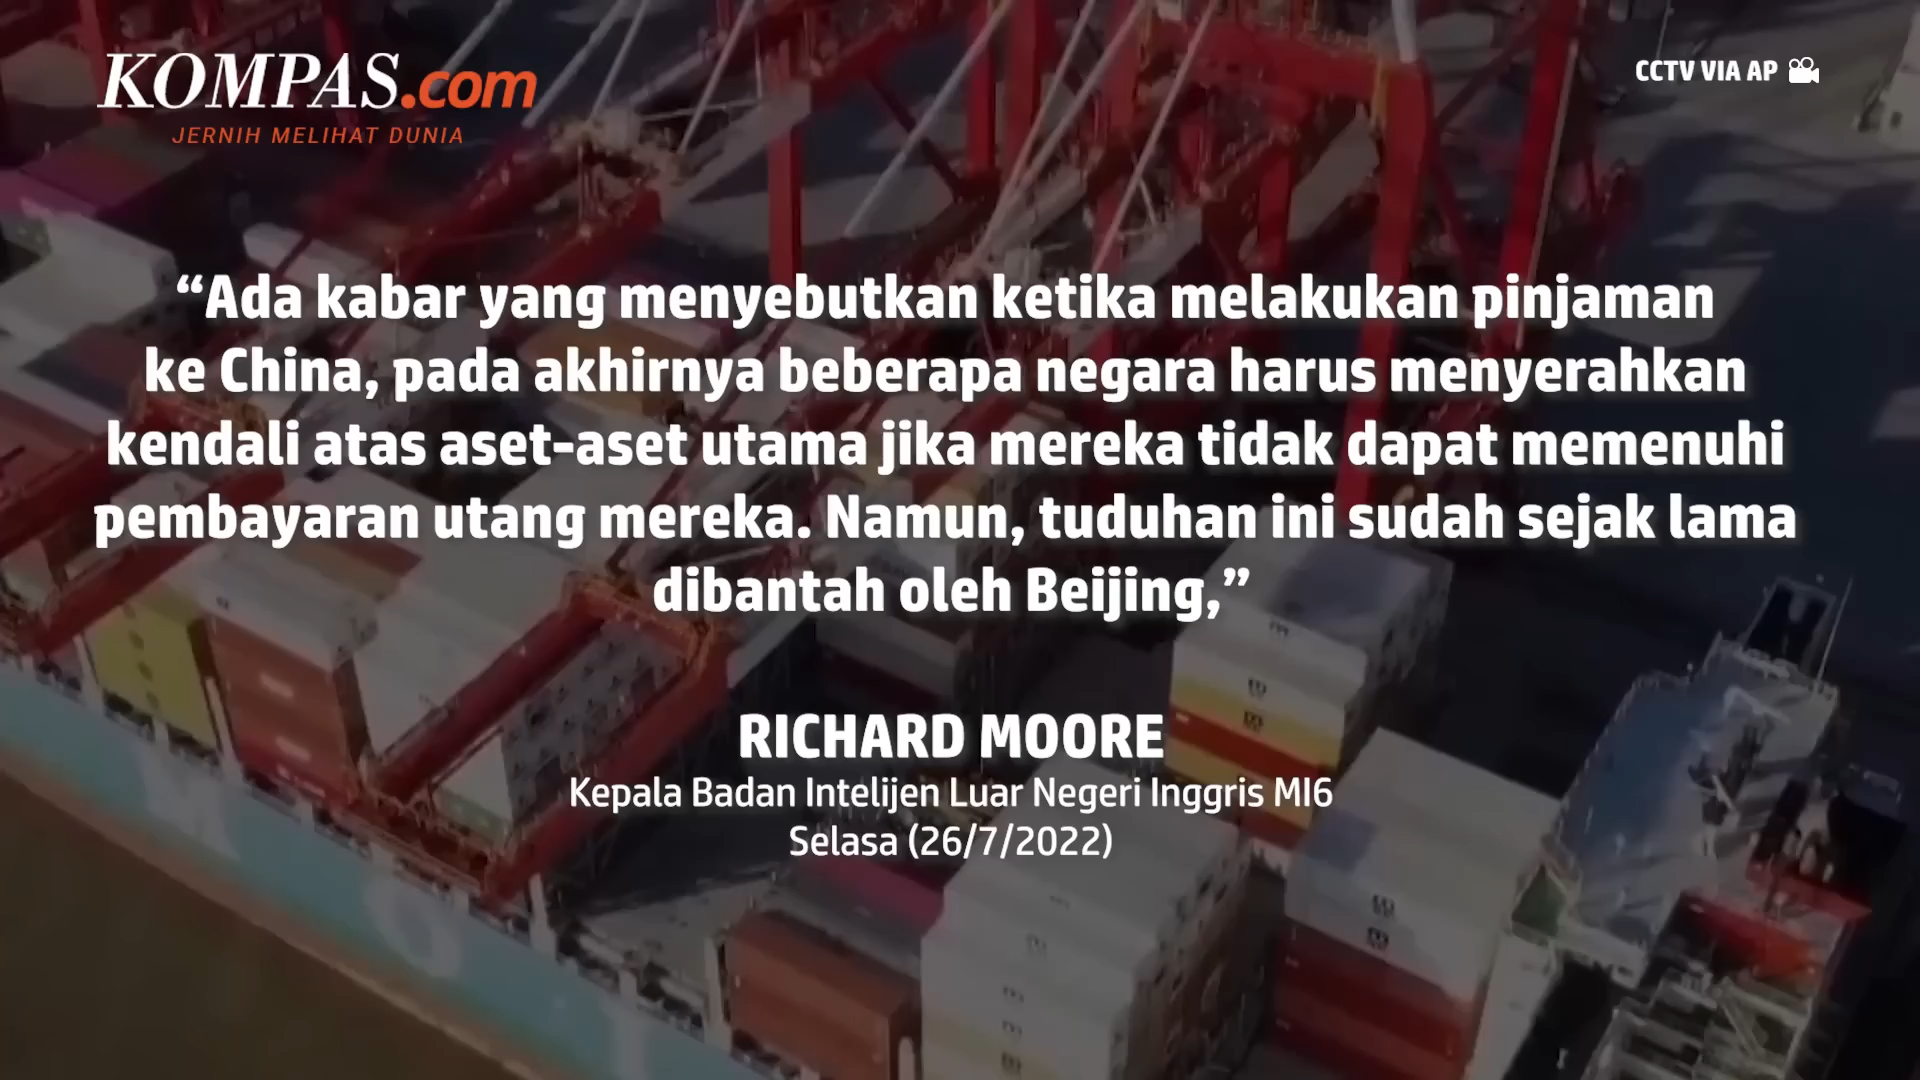 KOMPAS.com
JERNIH MELIHAT DUNIA
CCTV VIA AP
“Ada kabar yang menyebutkan ketika melakukan pinjaman
ke China, pada akhirnya beberapa negara harus menyerahkan
kendali atas aset-aset utama jika mereka tidak dapat memenuhi
pembayaran utang mereka. Namun, tuduhan ini sudah sejak lama
dibantah oleh Beijing,”
RICHARD MOORE
Kepala Badan Intelijen Luar Negeri Inggris MI6
Selasa (26/7/2022)